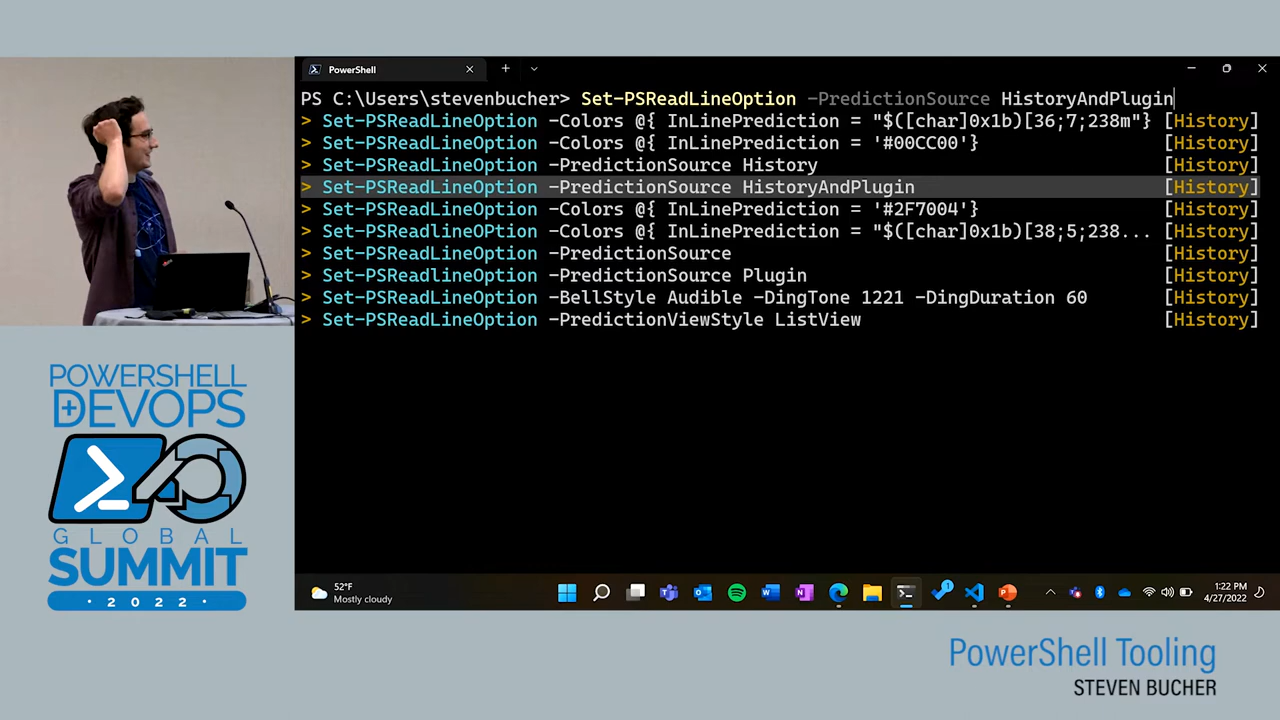 PowerShell
PS C:\Users\stevenbucher> Set-PSReadLineOption -PredictionSource HistoryAndPlugin
> Set-PSReadLineOption -Colors @{ InLinePrediction = "$([char]0x1b)[36;7;238m"} [History]
> Set-PSReadLineOption -Colors @{ InLinePrediction = '#00CC00'} [History]
> Set-PSReadLineOption -PredictionSource History [History]
> Set-PSReadLineOption -PredictionSource HistoryAndPlugin [History]
> Set-PSReadLineOption -Colors @{ InLinePrediction = '#2F7004'} [History]
> Set-PSReadLineOption -Colors @{ InLinePrediction = "$([char]0x1b)[38;5;238... [History]
> Set-PSReadLineOption -PredictionSource [History]
> Set-PSReadlineOption -PredictionSource Plugin [History]
> Set-PSReadLineOption -BellStyle Audible -DingTone 1221 -DingDuration 60 [History]
> Set-PSReadLineOption -PredictionViewStyle ListView [History]
POWERSHELL
+ DEVOPS
GLOBAL
SUMMIT
· 2022 ·
52°F
Mostly cloudy
1:22 PM
4/27/2022
PowerShell Tooling
STEVEN BUCHER